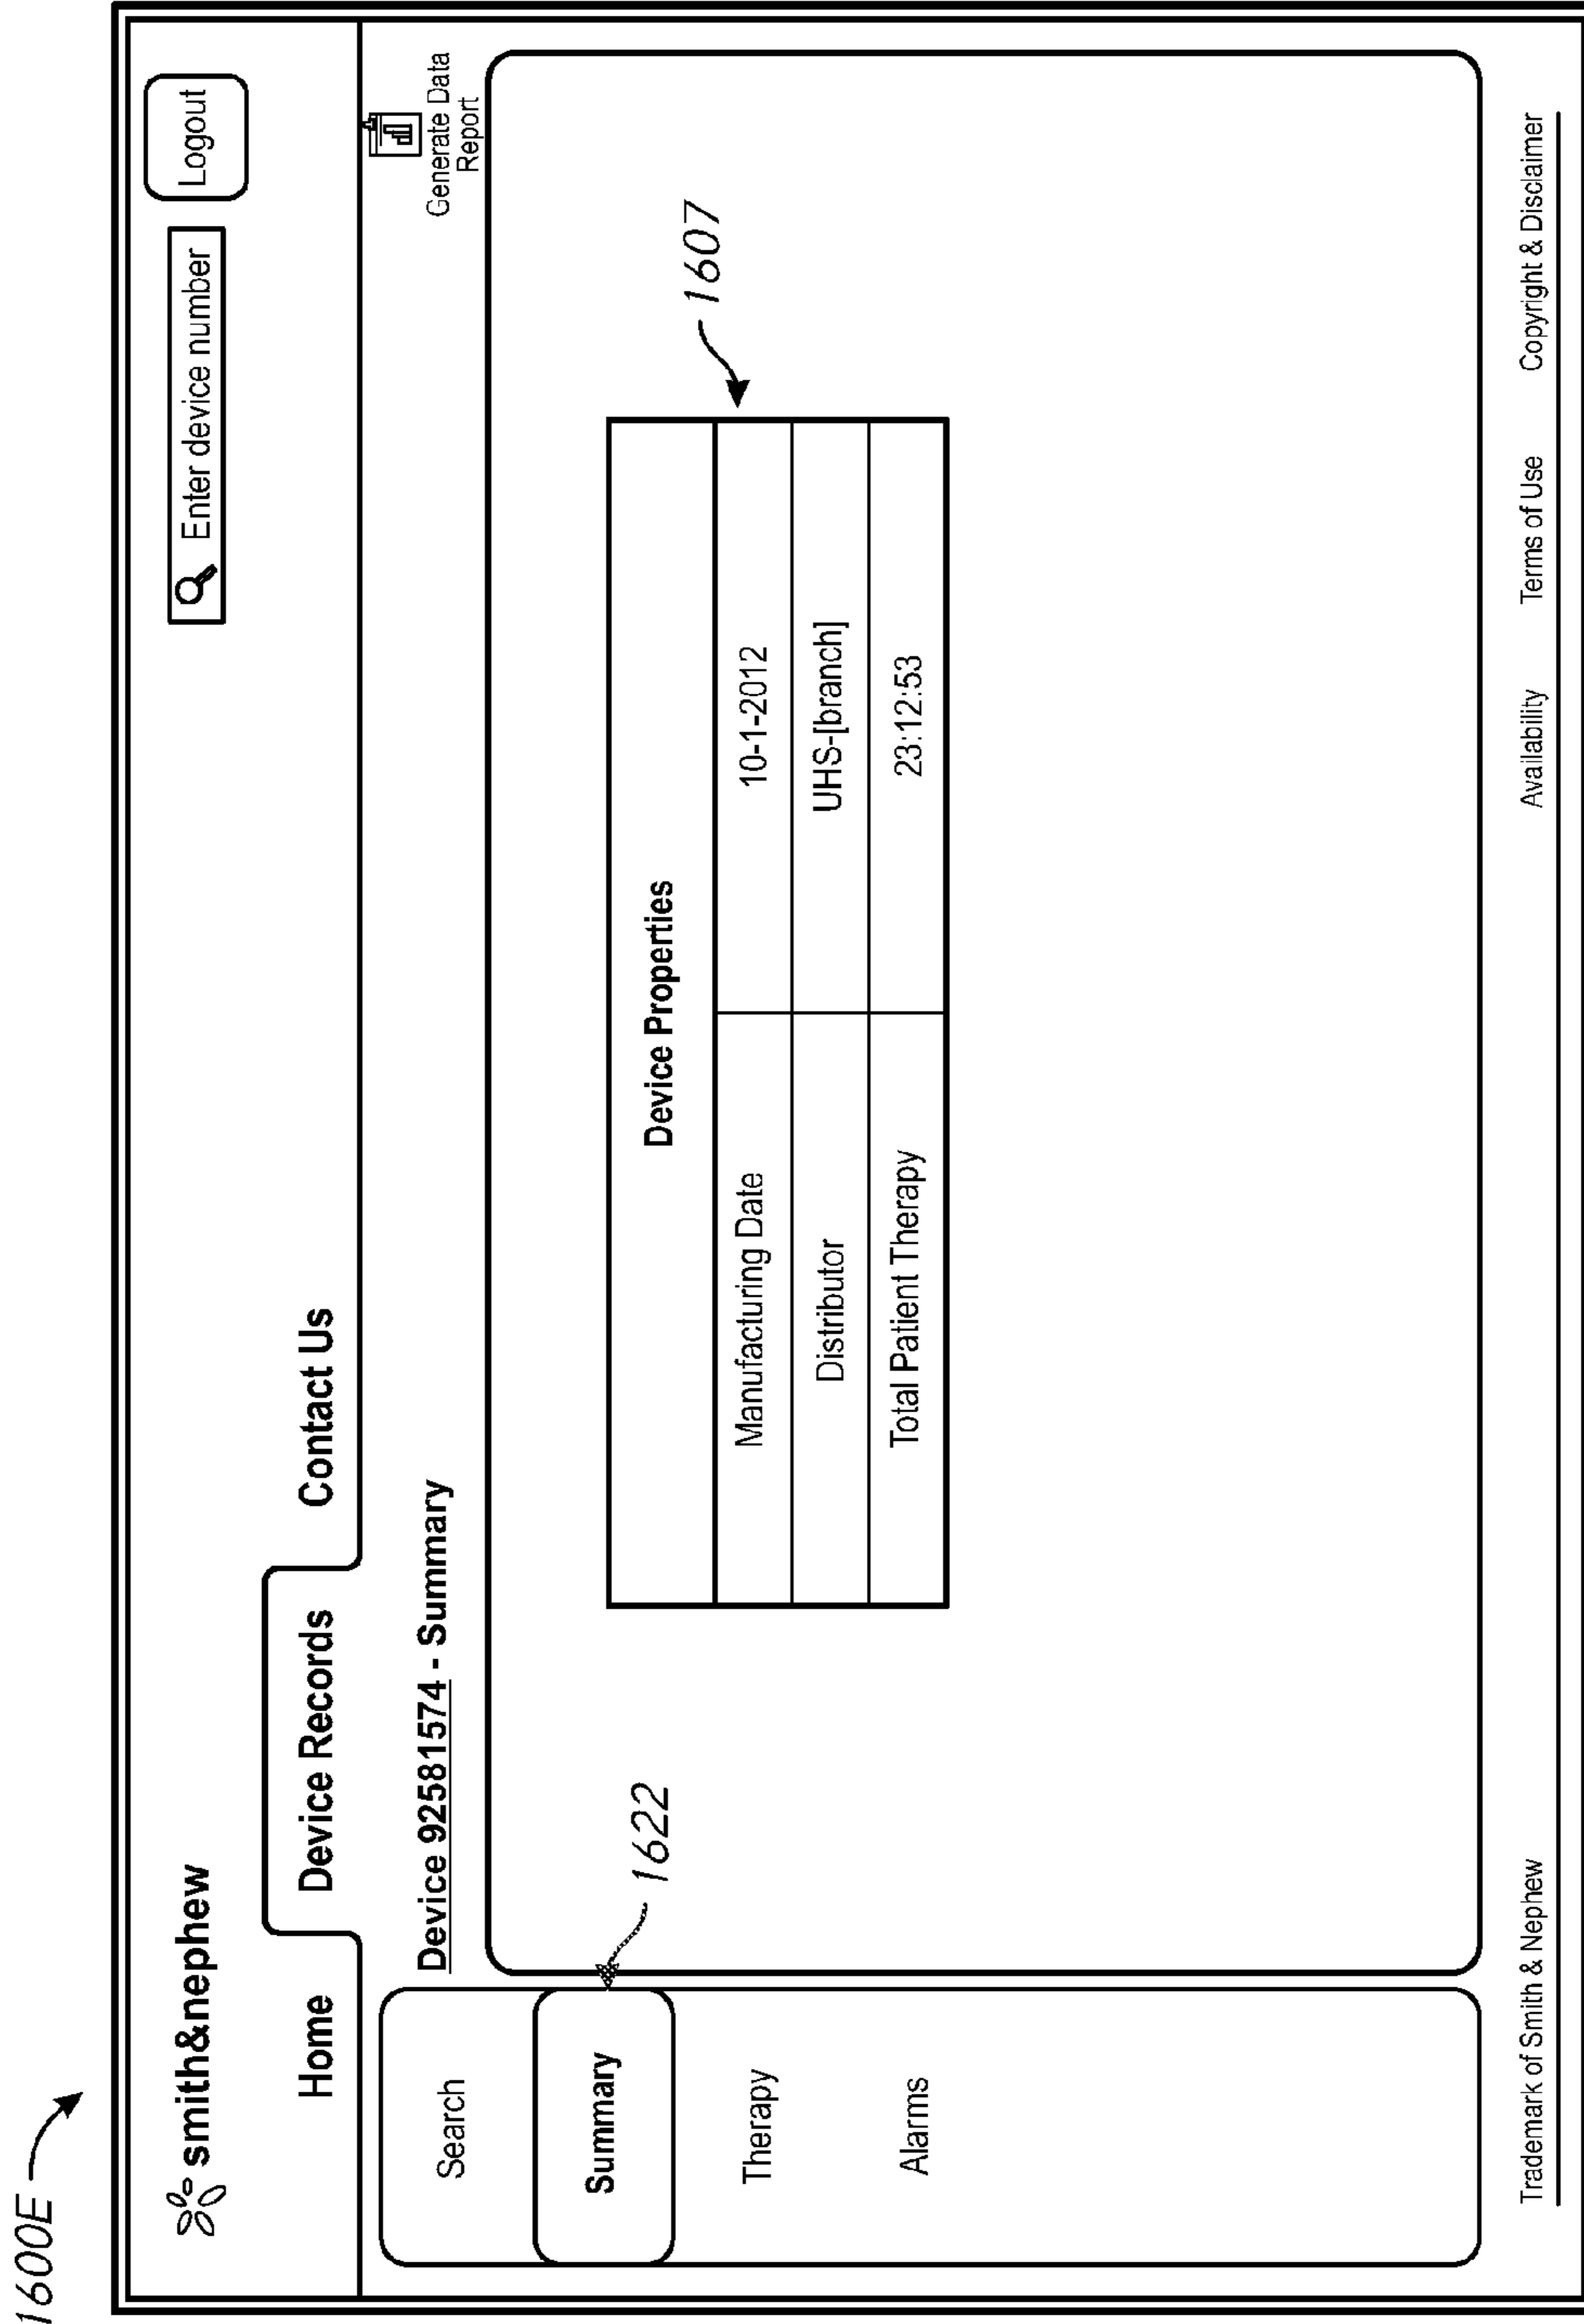 1600E
smith&nephew
Enter device number
Logout
Home
Device Records
Contact Us
Device 92581574 - Summary
Generate Data
Report
Search
Summary
Therapy
Alarms
1622
1607
Device Properties
Manufacturing Date
10-1-2012
Distributor
UHS-[branch]
Total Patient Therapy
23:12:53
Trademark of Smith & Nephew
Availability
Terms of Use
Copyright & Disclaimer